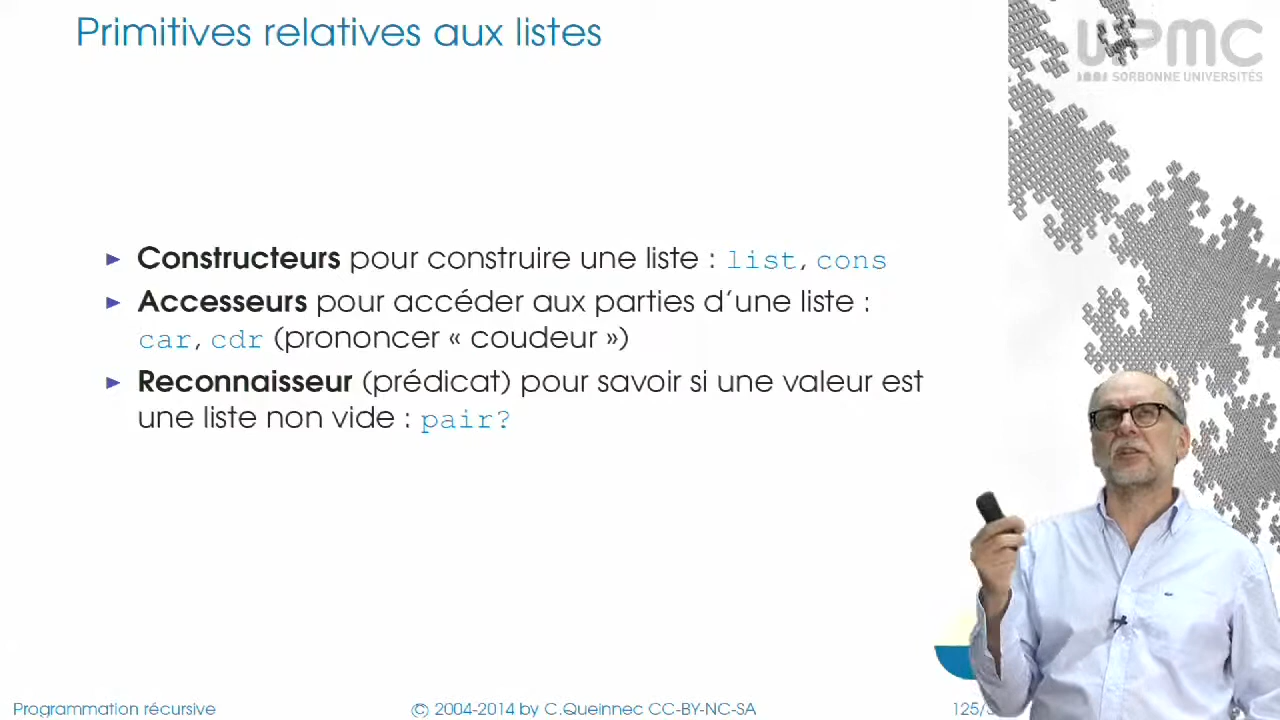 Primitives relatives aux listes
UPMC
SORBONNE UNIVERSITÉS
► Constructeurs pour construire une liste : list, cons
► Accesseurs pour accéder aux parties d'une liste :
car, cdr (prononcer « coudeur »)
► Reconnaisseur (prédicat) pour savoir si une valeur est
une liste non vide : pair?
Programmation récursive
© 2004-2014 by C.Queinnec CC-BY-NC-SA
125/